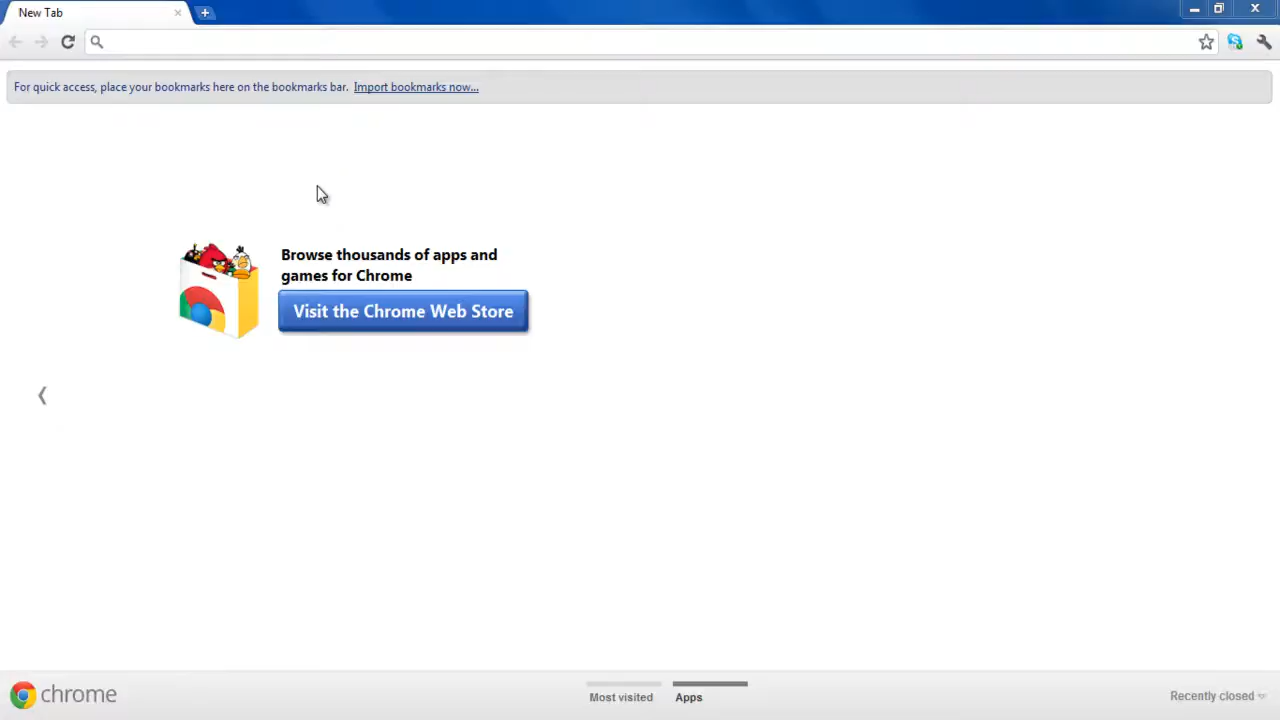 New Tab
For quick access, place your bookmarks here on the bookmarks bar. Import bookmarks now...
Browse thousands of apps and
games for Chrome
Visit the Chrome Web Store
chrome
Most visited
Apps
Recently closed